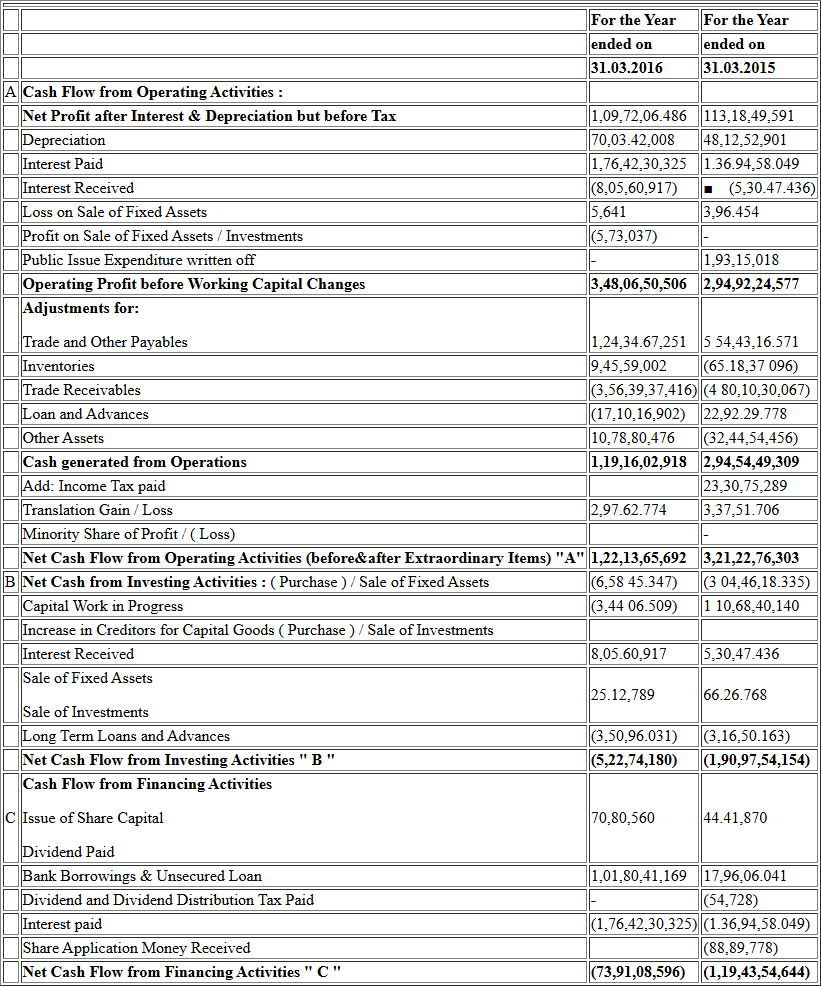 For the Year For the Year
ended on ended on
31.03.2016 31.03.2015
A Cash Flow from Operating Activities :
Net Profit after Interest & Depreciation but before Tax 1,09,72,06.486 113,18,49,591
Depreciation 70,03.42,008 48,12,52,901
Interest Paid 1,76,42,30,325 1.36.94,58.049
Interest Received (8,05,60,917) ■ (5,30.47.436)
Loss on Sale of Fixed Assets 5,641 3,96.454
Profit on Sale of Fixed Assets / Investments (5,73,037) -
Public Issue Expenditure written off - 1,93,15,018
Operating Profit before Working Capital Changes 3,48,06,50,506 2,94,92,24,577
Adjustments for:
Trade and Other Payables 1,24,34.67,251 5 54,43,16.571
Inventories 9,45,59,002 (65.18,37 096)
Trade Receivables (3,56,39,37,416) (4 80,10,30,067)
Loan and Advances (17,10,16,902) 22,92.29.778
Other Assets 10,78,80,476 (32,44,54,456)
Cash generated from Operations 1,19,16,02,918 2,94,54,49,309
Add: Income Tax paid 23,30,75,289
Translation Gain / Loss 2,97.62.774 3,37,51.706
Minority Share of Profit / ( Loss) -
Net Cash Flow from Operating Activities (before&after Extraordinary Items) "A" 1,22,13,65,692 3,21,22,76,303
B Net Cash from Investing Activities : ( Purchase ) / Sale of Fixed Assets (6,58 45.347) (3 04,46,18.335)
Capital Work in Progress (3,44 06.509) 1 10,68,40,140
Increase in Creditors for Capital Goods ( Purchase ) / Sale of Investments
Interest Received 8,05.60,917 5,30,47.436
Sale of Fixed Assets
25.12,789 66.26.768
Sale of Investments
Long Term Loans and Advances (3,50,96.031) (3,16,50.163)
Net Cash Flow from Investing Activities " B " (5,22,74,180) (1,90,97,54,154)
Cash Flow from Financing Activities
C Issue of Share Capital 70,80,560 44.41,870
Dividend Paid
Bank Borrowings & Unsecured Loan 1,01,80,41,169 17,96,06.041
Dividend and Dividend Distribution Tax Paid - (54,728)
Interest paid (1,76,42,30,325) (1.36,94,58.049)
Share Application Money Received (88,89,778)
Net Cash Flow from Financing Activities " C " (73,91,08,596) (1,19,43,54,644)